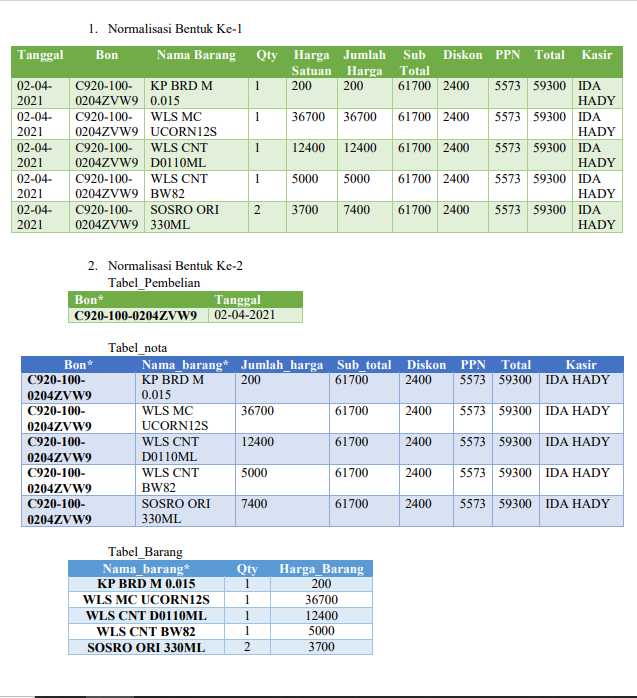 1. Normalisasi Bentuk Ke-1
Tanggal Bon Nama Barang Qty Harga Satuan Jumlah Harga Sub Total Diskon PPN Total Kasir
02-04-2021 C920-100-0204ZVW9 KP BRD M 0.015 1 200 200 61700 2400 5573 59300 IDA HADY
02-04-2021 C920-100-0204ZVW9 WLS MC UCORN12S 1 36700 36700 61700 2400 5573 59300 IDA HADY
02-04-2021 C920-100-0204ZVW9 WLS CNT D0110ML 1 12400 12400 61700 2400 5573 59300 IDA HADY
02-04-2021 C920-100-0204ZVW9 WLS CNT BW82 1 5000 5000 61700 2400 5573 59300 IDA HADY
02-04-2021 C920-100-0204ZVW9 SOSRO ORI 330ML 2 3700 7400 61700 2400 5573 59300 IDA HADY
2. Normalisasi Bentuk Ke-2
Tabel_Pembelian
Bon* Tanggal
C920-100-0204ZVW9 02-04-2021
Tabel_nota
Bon* Nama_barang* Jumlah_harga Sub_total Diskon PPN Total Kasir
C920-100-0204ZVW9 KP BRD M 0.015 200 61700 2400 5573 59300 IDA HADY
C920-100-0204ZVW9 WLS MC UCORN12S 36700 61700 2400 5573 59300 IDA HADY
C920-100-0204ZVW9 WLS CNT D0110ML 12400 61700 2400 5573 59300 IDA HADY
C920-100-0204ZVW9 WLS CNT BW82 5000 61700 2400 5573 59300 IDA HADY
C920-100-0204ZVW9 SOSRO ORI 330ML 7400 61700 2400 5573 59300 IDA HADY
Tabel_Barang
Nama_barang* Qty Harga_Barang
KP BRD M 0.015 1 200
WLS MC UCORN12S 1 36700
WLS CNT D0110ML 1 12400
WLS CNT BW82 1 5000
SOSRO ORI 330ML 2 3700